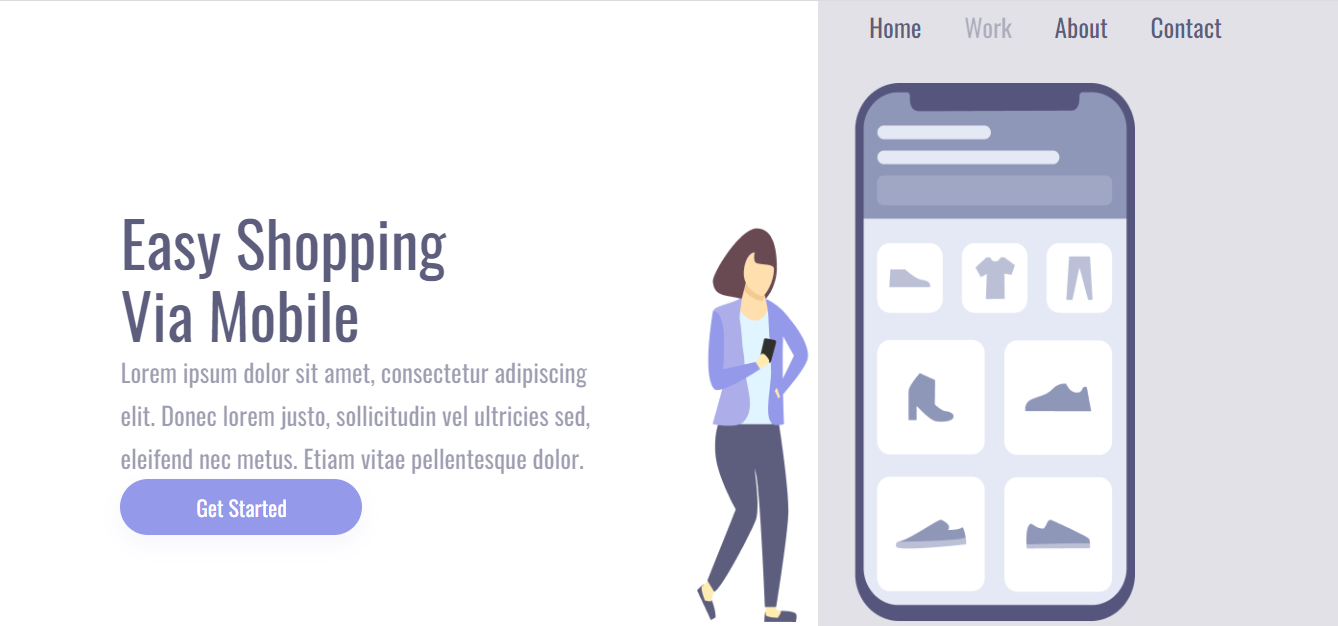 Home Work About Contact
Easy Shopping
Via Mobile
Lorem ipsum dolor sit amet, consectetur adipiscing
elit. Donec lorem justo, sollicitudin vel ultricies sed,
eleifend nec metus. Etiam vitae pellentesque dolor.
Get Started